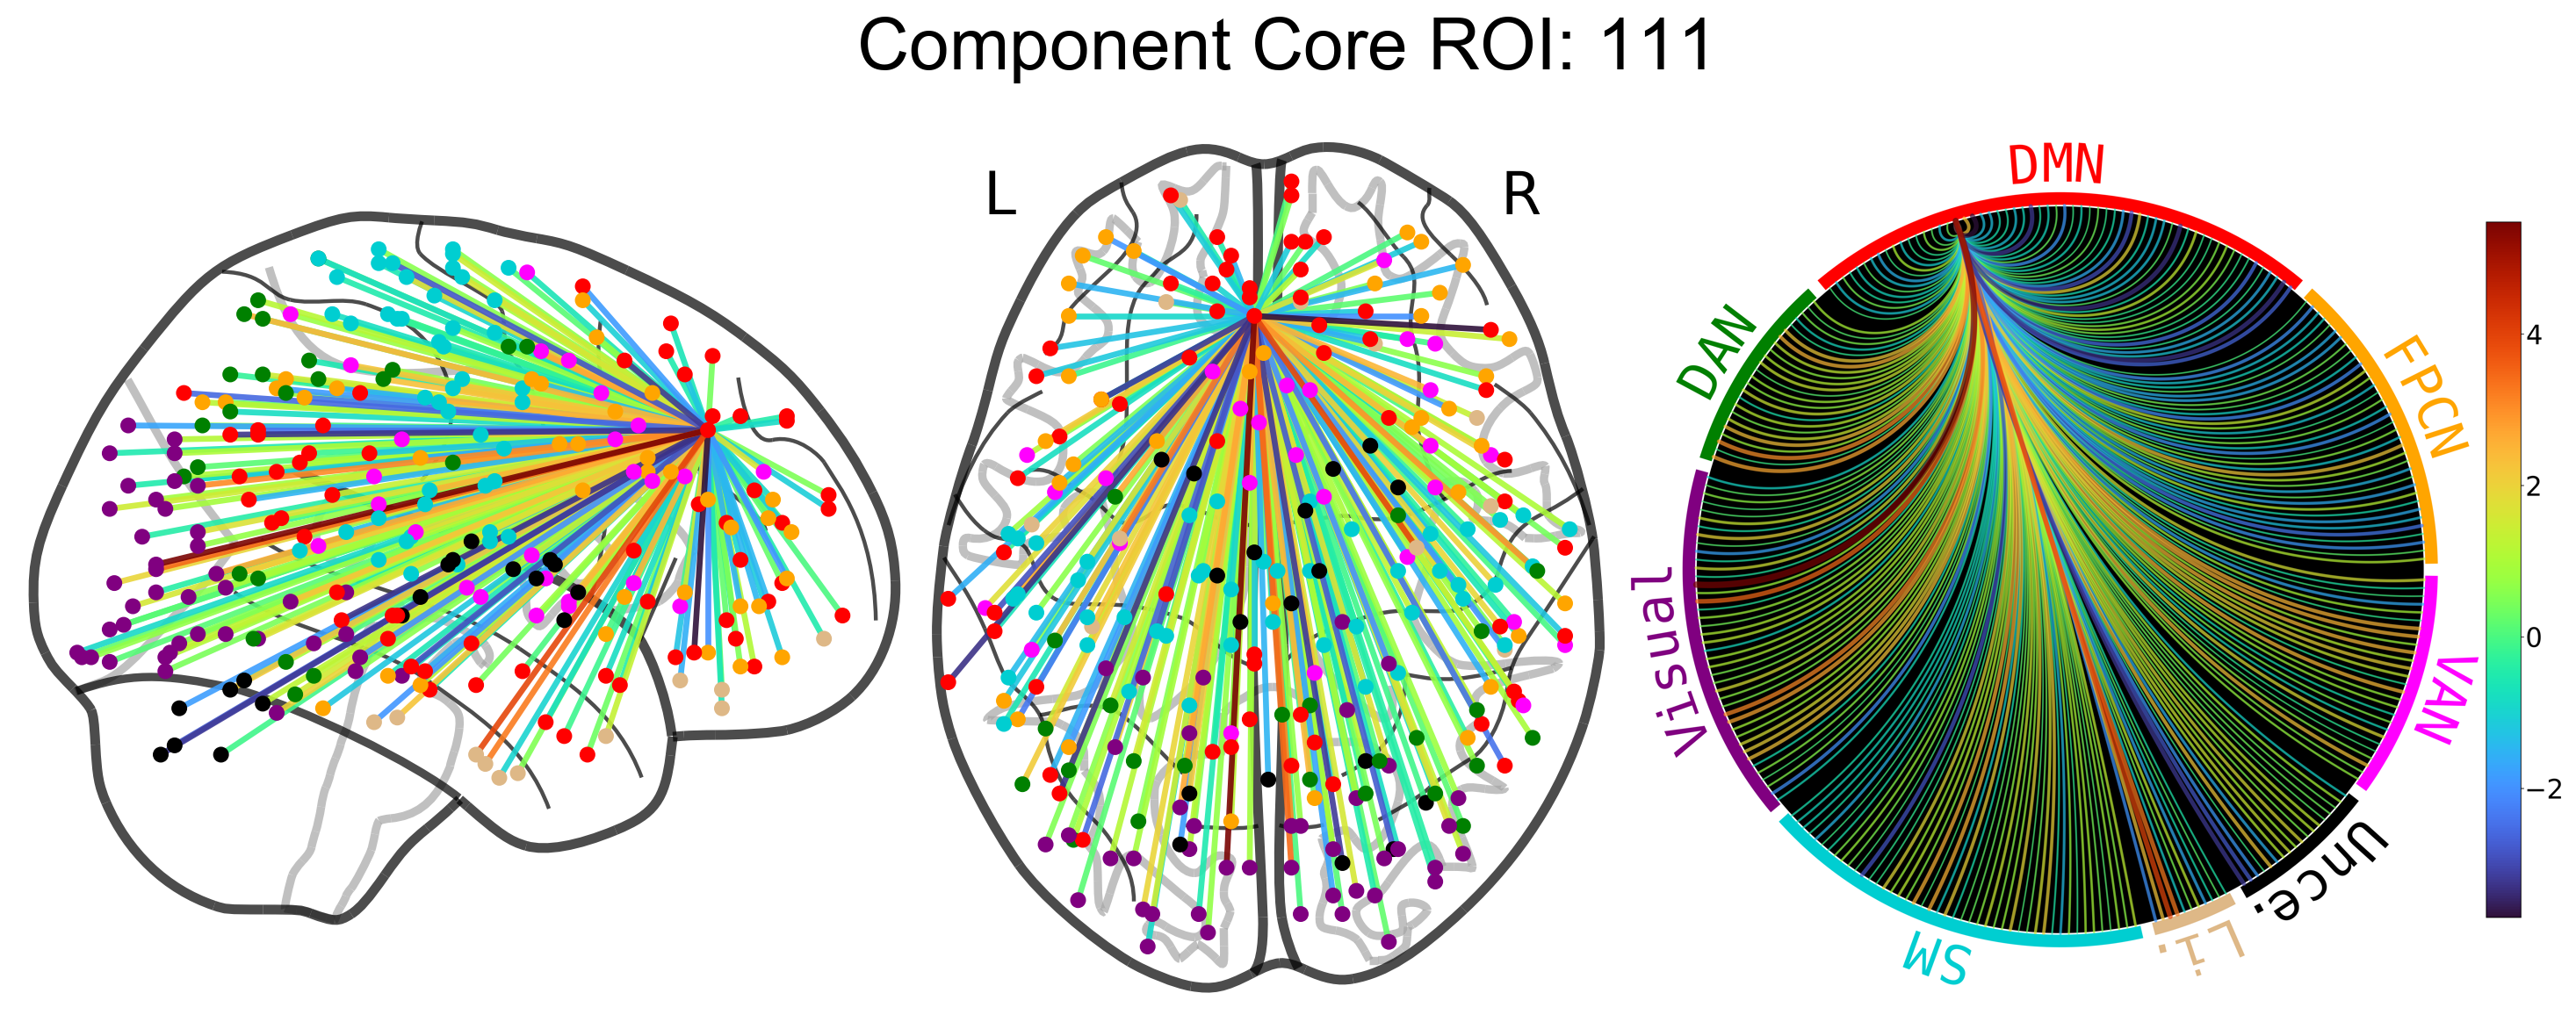 Component Core ROI: 111
L
R
DMN
FPCN
VAN
Unce.
Li.
SM
Visual
DAN
4
2
0
−2